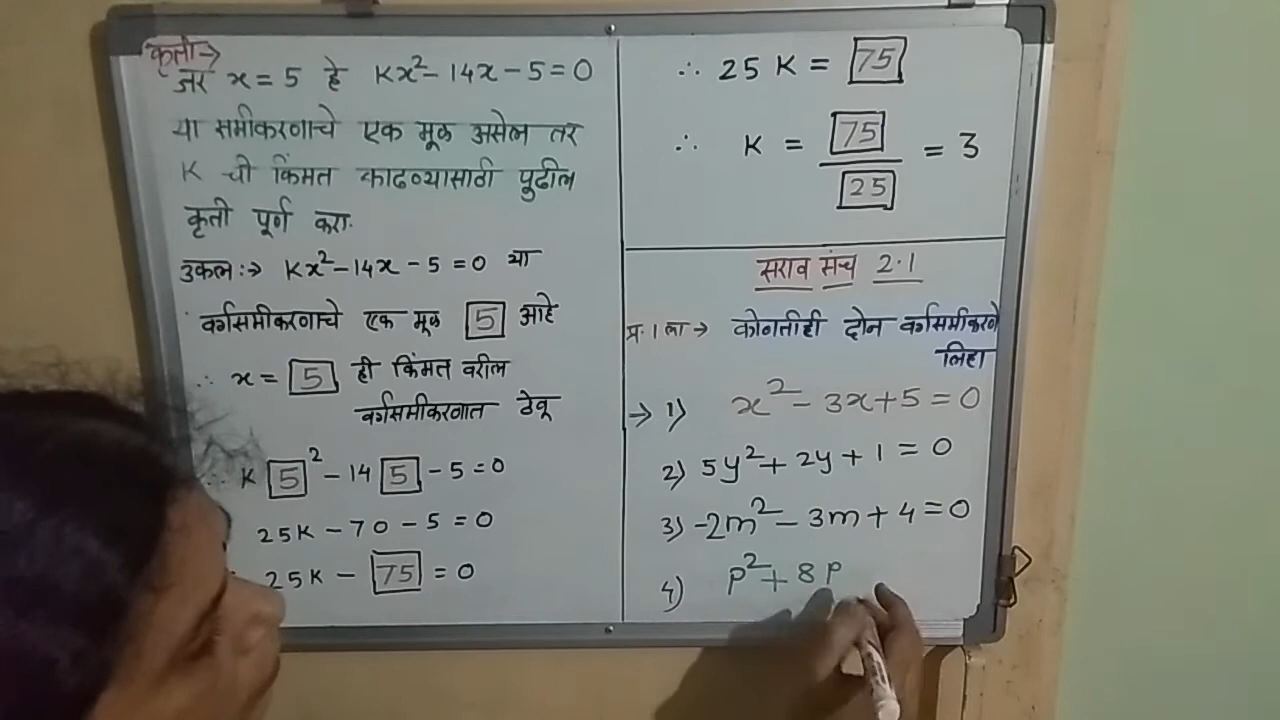 कृती→
जर x = 5 हे Kx² - 14x - 5 = 0
या समीकरणाचे एक मूळ असेल तर
K ची किंमत काढण्यासाठी पुढील
कृती पूर्ण करा.
उकल:→ Kx² - 14x - 5 = 0 या
वर्गसमीकरणाचे एक मूळ 5 आहे
∴ x = 5 ही किंमत वरील
वर्गसमीकरणात ठेवू
∴ K 5² - 14 5 - 5 = 0
25K - 70 - 5 = 0
25K - 75 = 0
∴ 25K = 75
∴ K = 75/25 = 3
सराव संच 2.1
प्र. 1 ला → कोणतीही दोन वर्गसमीकरणे
लिहा
→ 1) x² - 3x + 5 = 0
2) 5y² + 2y + 1 = 0
3) -2m² - 3m + 4 = 0
4) p² + 8p